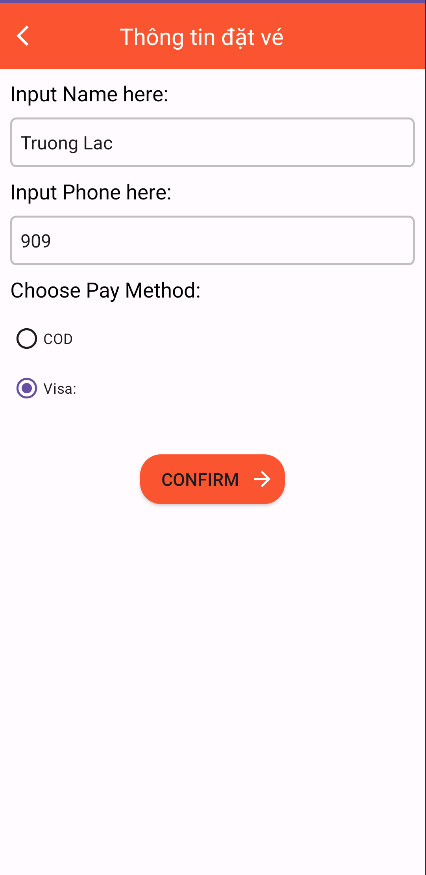 Thông tin đặt vé
Input Name here:
Truong Lac
Input Phone here:
909
Choose Pay Method:
COD
Visa:
CONFIRM